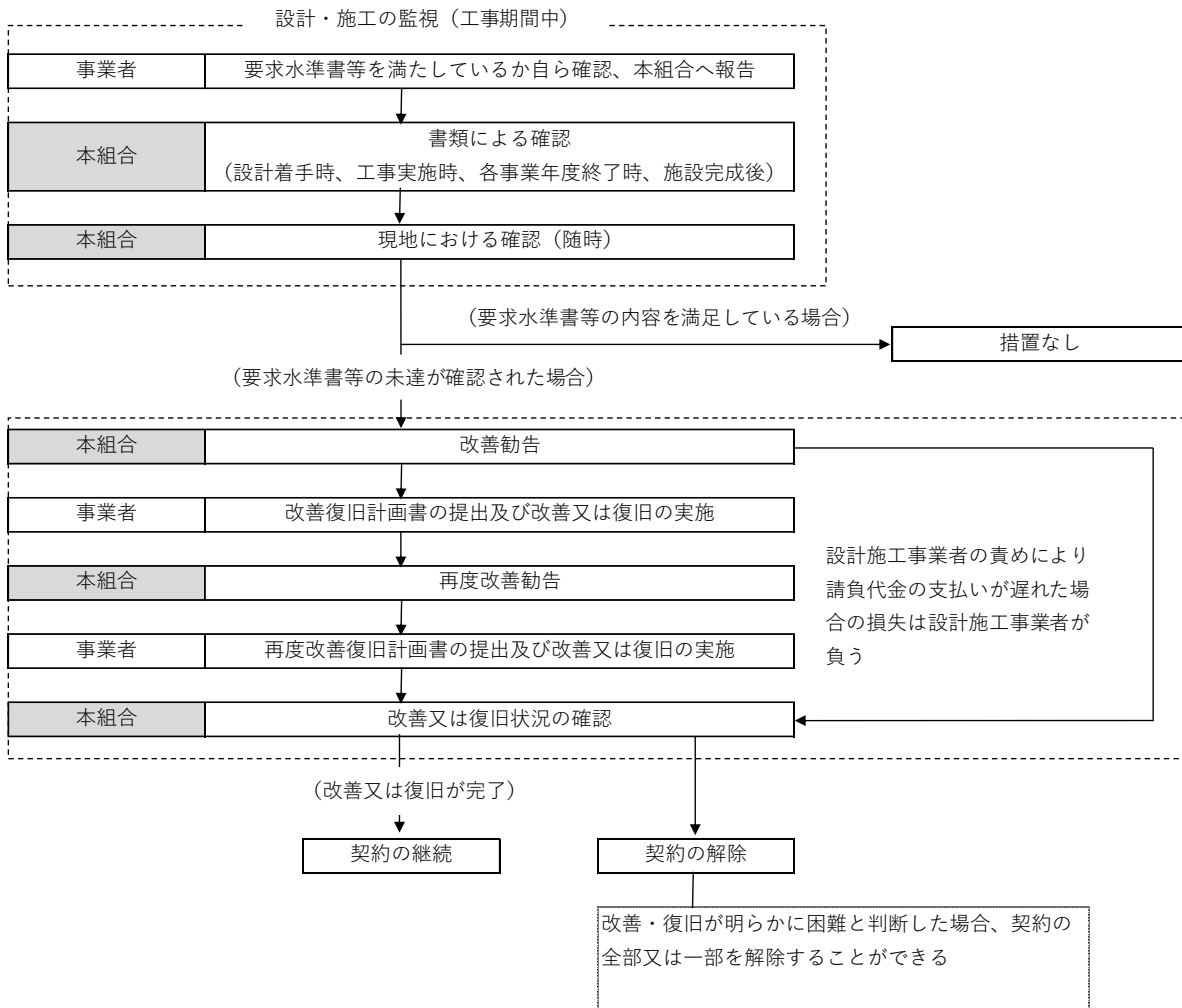 設計・施工の監視（工事期間中）
事業者 要求水準書等を満たしているか自ら確認、本組合へ報告
本組合 書類による確認
（設計着手時、工事実施時、各事業年度終了時、施設完成後）
本組合 現地における確認（随時）
（要求水準書等の内容を満足している場合）
措置なし
（要求水準書等の未達が確認された場合）
本組合 改善勧告
事業者 改善復旧計画書の提出及び改善又は復旧の実施
本組合 再度改善勧告
事業者 再度改善復旧計画書の提出及び改善又は復旧の実施
本組合 改善又は復旧状況の確認
設計施工事業者の責めにより
請負代金の支払いが遅れた場
合の損失は設計施工事業者が
負う
（改善又は復旧が完了）
契約の継続
契約の解除
改善・復旧が明らかに困難と判断した場合、契約の
全部又は一部を解除することができる